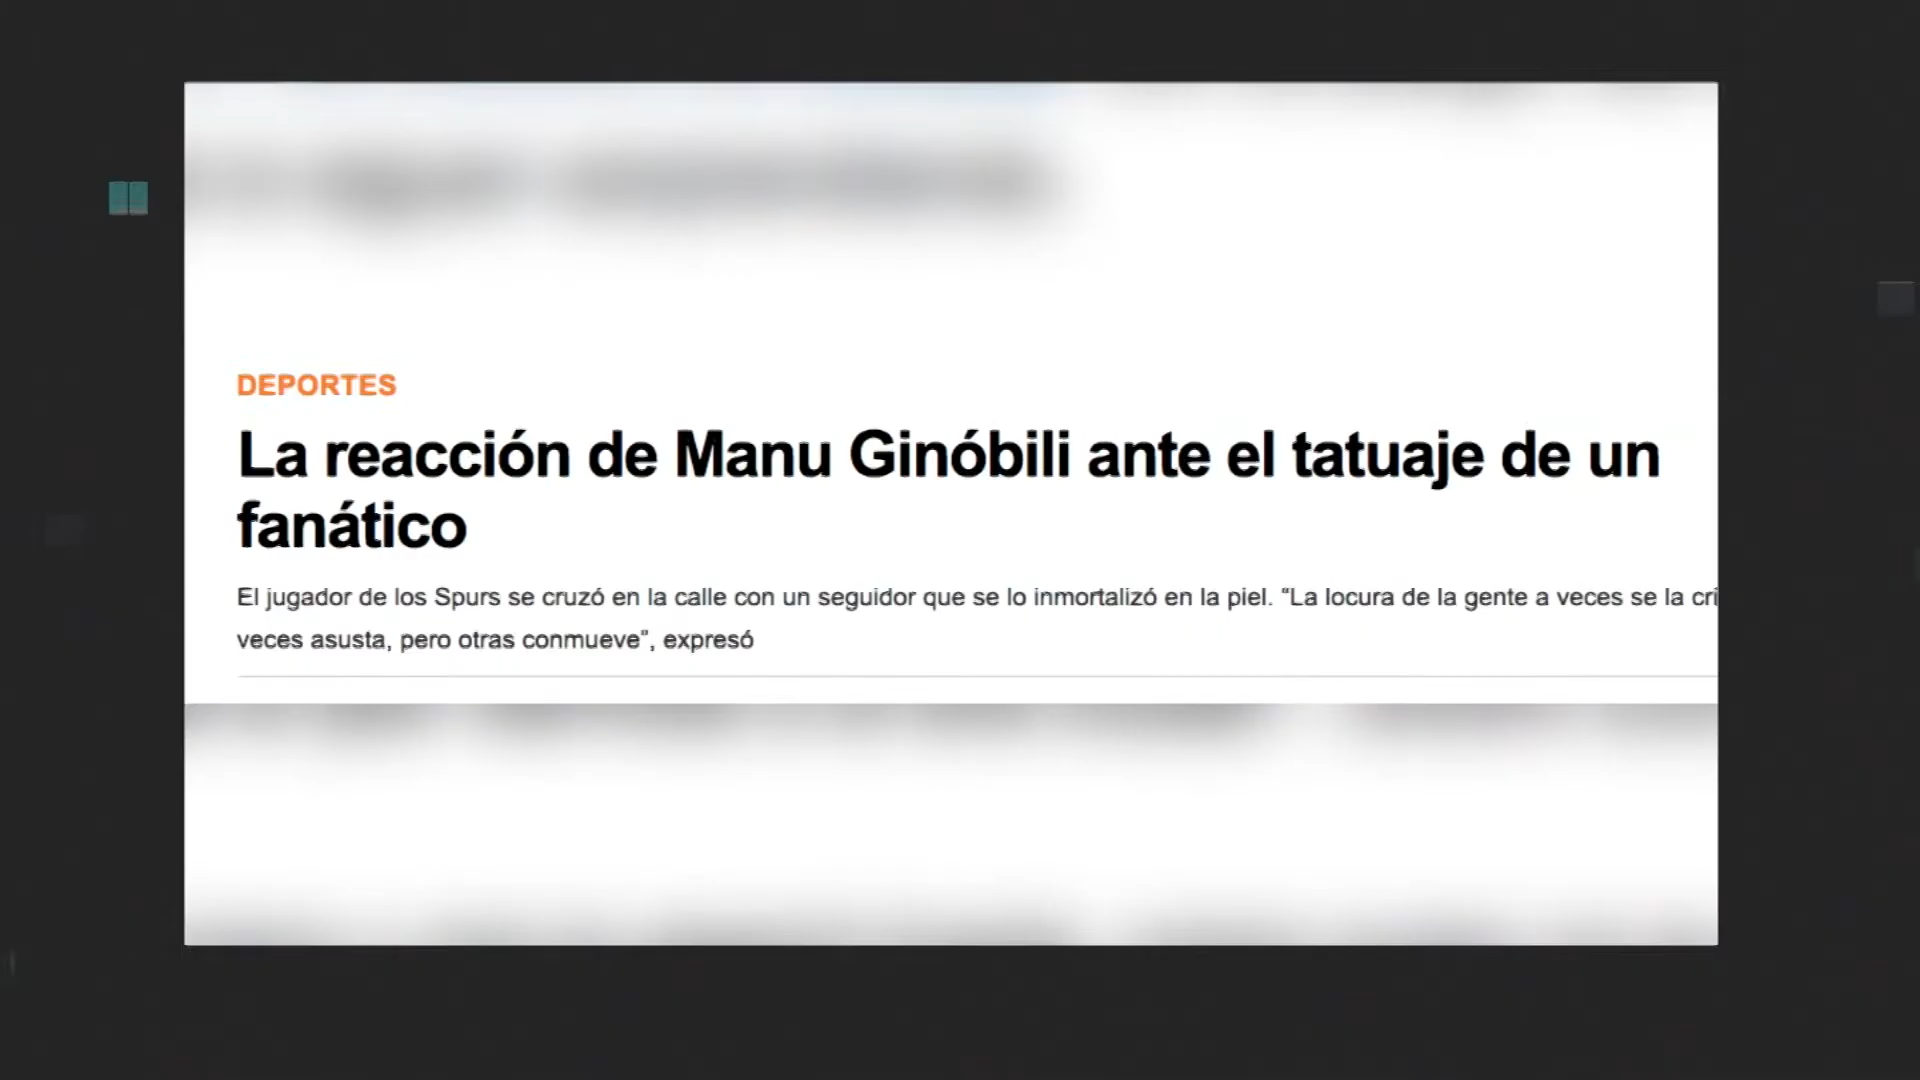 DEPORTES
La reacción de Manu Ginóbili ante el tatuaje de un
fanático
El jugador de los Spurs se cruzó en la calle con un seguidor que se lo inmortalizó en la piel. “La locura de la gente a veces se la
veces asusta, pero otras conmueve”, expresó